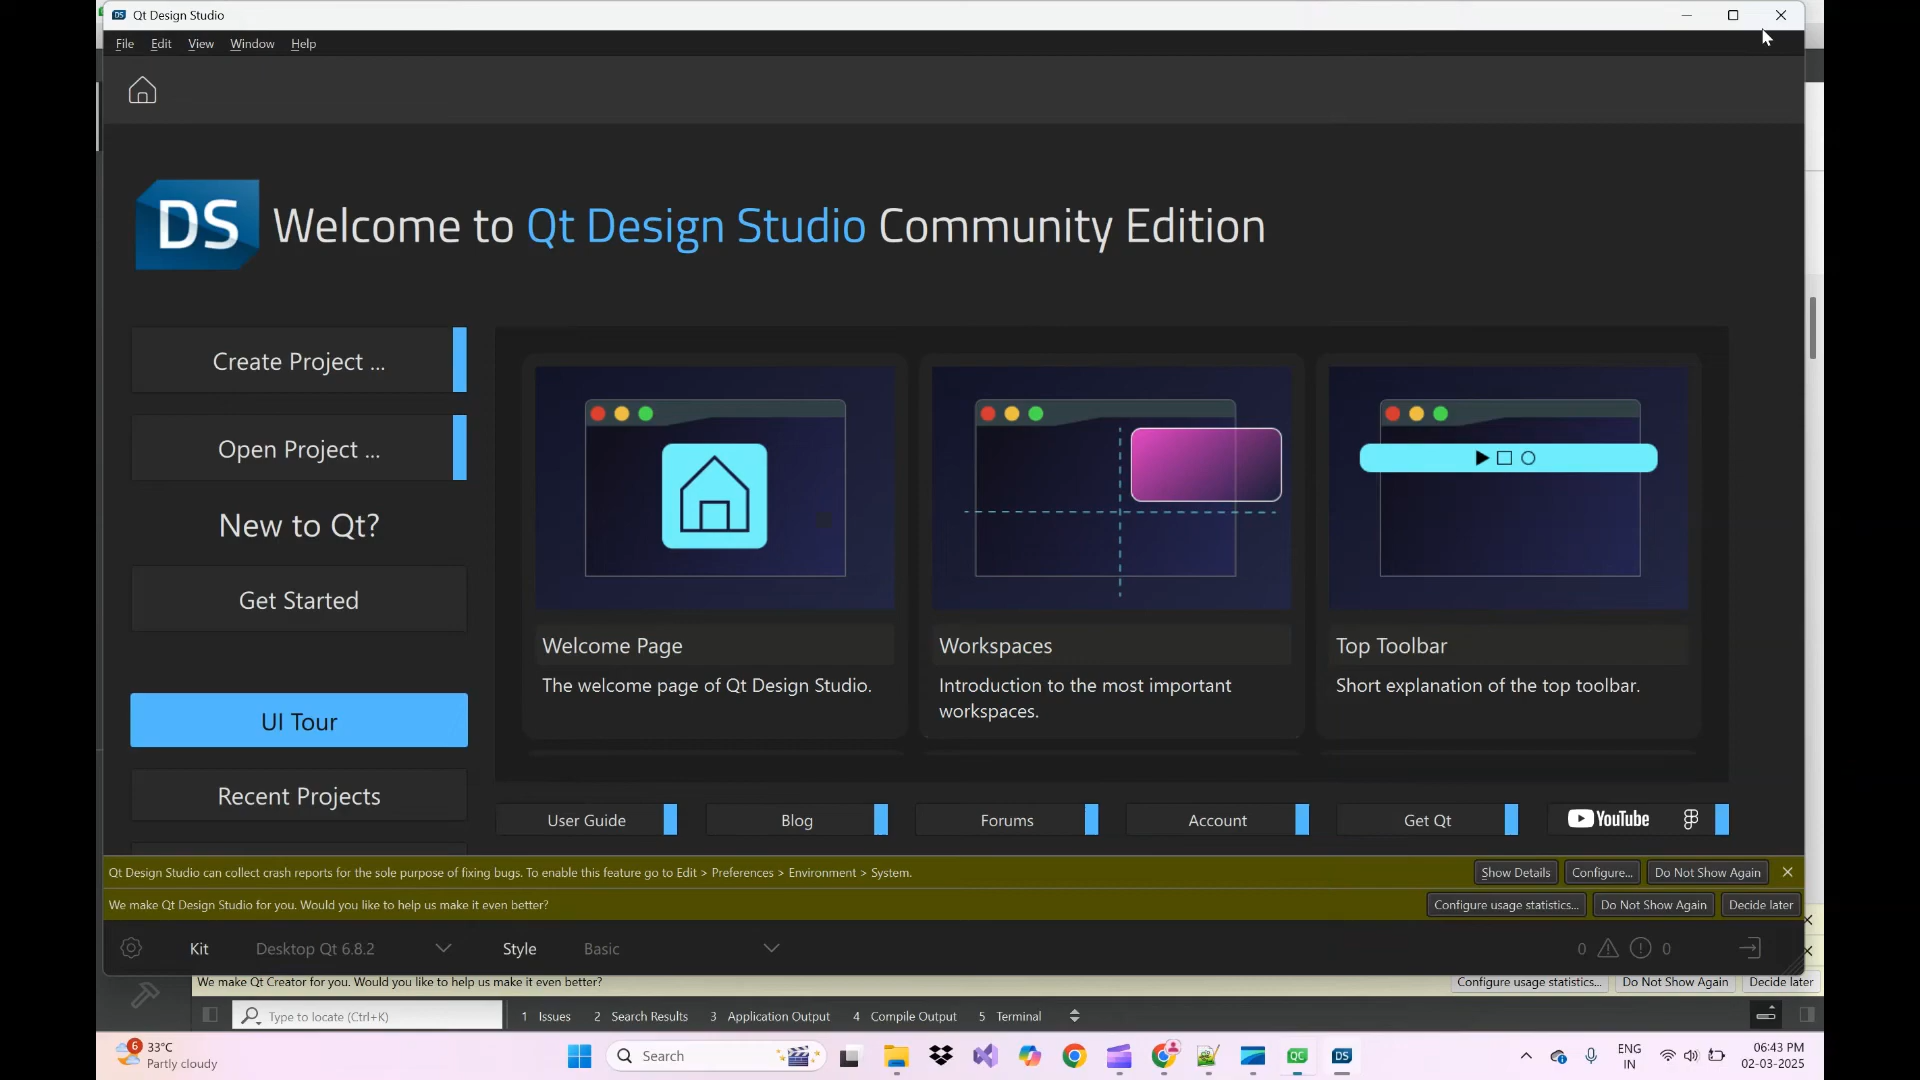 Qt Design Studio
File Edit View Window Help
DS Welcome to Qt Design Studio Community Edition
Create Project ...
Open Project ...
New to Qt?
Get Started
UI Tour
Recent Projects
Welcome Page
The welcome page of Qt Design Studio.
Workspaces
Introduction to the most important
workspaces.
Top Toolbar
Short explanation of the top toolbar.
User Guide Blog Forums Account Get Qt YouTube
Qt Design Studio can collect crash reports for the sole purpose of fixing bugs. To enable this feature go to Edit > Preferences > Environment > System. Show Details Configure... Do Not Show Again
We make Qt Design Studio for you. Would you like to help us make it even better? Configure usage statistics... Do Not Show Again Decide later
Kit Desktop Qt 6.8.2 Style Basic 0 0
We make Qt Creator for you. Would you like to help us make it even better? Configure usage statistics... Do Not Show Again Decide later
Type to locate (Ctrl+K) 1 Issues 2 Search Results 3 Application Output 4 Compile Output 5 Terminal
6 33°C
Partly cloudy
Search
QC DS
ENG
IN
06:43 PM
02-03-2025